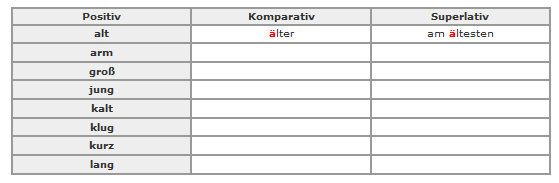 Positiv Komparativ Superlativ
alt älter am ältesten
arm
groß
jung
kalt
klug
kurz
lang